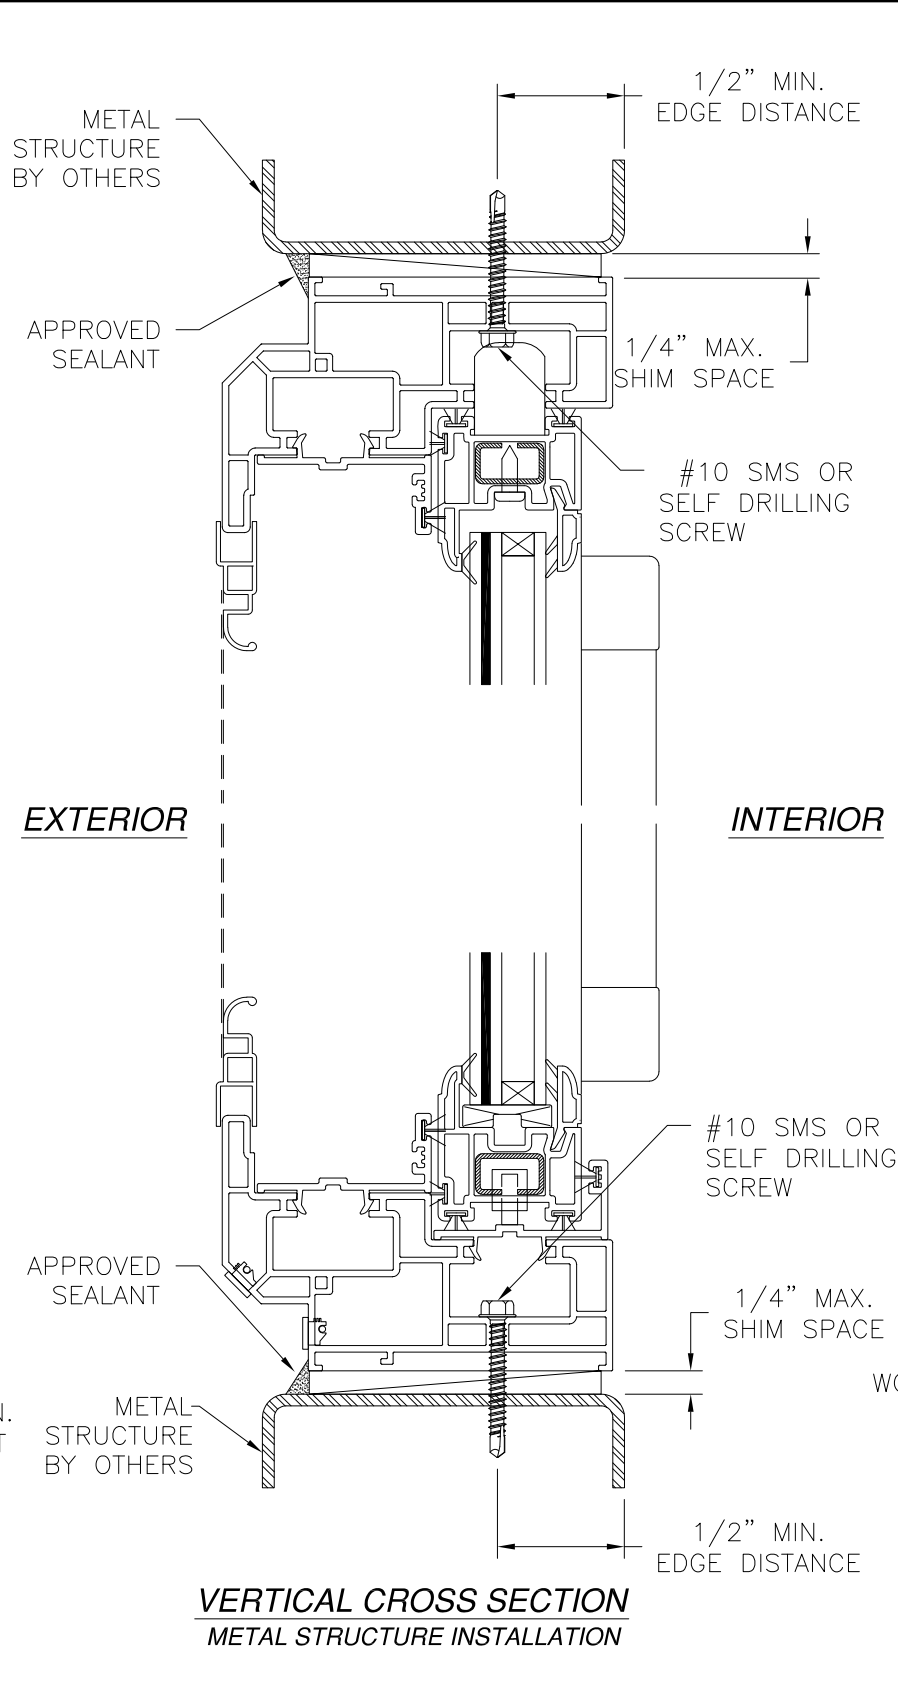 1/2” MIN.
EDGE DISTANCE
METAL
STRUCTURE
BY OTHERS
APPROVED
SEALANT
1/4” MAX.
SHIM SPACE
#10 SMS OR
SELF DRILLING
SCREW
EXTERIOR
INTERIOR
#10 SMS OR
SELF DRILLING
SCREW
APPROVED
SEALANT
1/4” MAX.
SHIM SPACE
METAL
STRUCTURE
BY OTHERS
1/2” MIN.
EDGE DISTANCE
VERTICAL CROSS SECTION
METAL STRUCTURE INSTALLATION